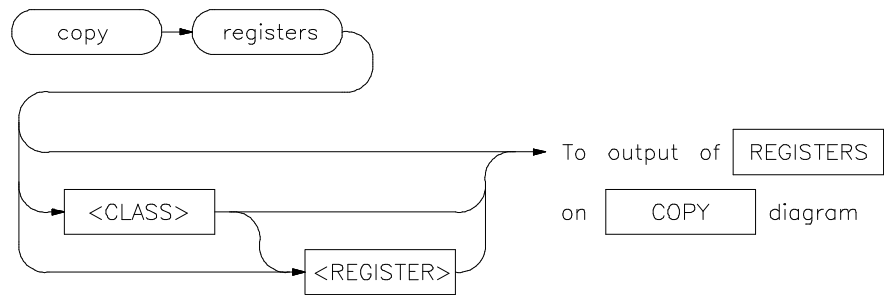 copy registers
To output of REGISTERS
<CLASS> on COPY diagram
<REGISTER>